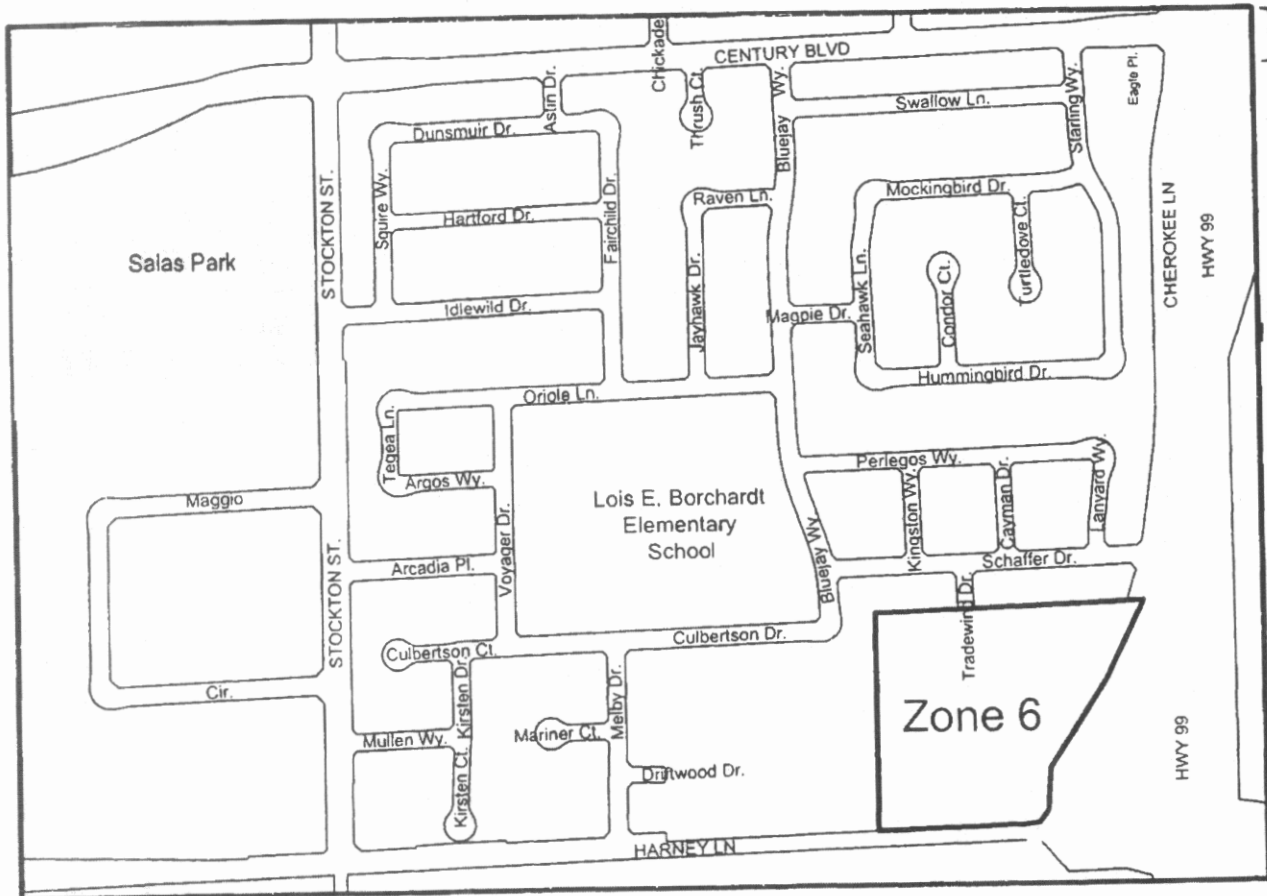 Chickade
CENTURY BLVD
Astin Dr.
Thrush Ct.
Bluejay Wy.
Swallow Ln.
Starling Wy.
Eagle Pl.
Dunsmuir Dr.
Squire Wy.
Hartford Dr.
Fairchild Dr.
Raven Ln.
Mockingbird Dr.
CHEROKEE LN
HWY 99
STOCKTON ST.
Salas Park
Idlewild Dr.
Jayhawk Dr.
Magpie Dr.
Seahawk Ln.
Condor Ct.
Turtledove Ct.
Hummingbird Dr.
Oriole Ln.
Tegea Ln.
Argos Wy.
Maggio
Lois E. Borchardt
Elementary
School
Perlegos Wy.
Kingston Wy.
Cayman Dr.
Lanyard Wy.
STOCKTON ST.
Arcadia Pl.
Voyager Dr.
Bluejay Wy.
Schaffer Dr.
Tradewind Dr.
Culbertson Dr.
Culbertson Ct.
Cir.
Kirsten Dr.
Melby Dr.
Zone 6
Mullen Wy.
Mariner Ct.
Kirsten Ct.
Driftwood Dr.
HWY 99
HARNEY LN